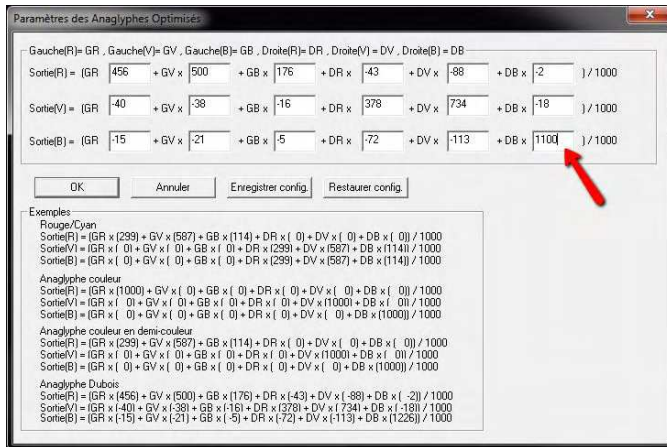 Paramètres des Anaglyphes Optimisés
Gauche(R)= GR , Gauche(V)= GV , Gauche(B)= GB , Droite(R)= DR , Droite(V) = DV , Droite(B) = DB
Sortie(R) = (GR 456 + GV x 500 + GB x 176 + DR x -43 + DV x -88 + DB x -2 ) / 1000
Sortie(V) = (GR -40 + GV x -38 + GB x -16 + DR x 378 + DV x 734 + DB x -18 ) / 1000
Sortie(B) = (GR -15 + GV x -21 + GB x -5 + DR x -72 + DV x -113 + DB x 1100 ) / 1000
OK Annuler Enregistrer config. Restaurer config.
Exemples
Rouge/Cyan
Sortie(R) = (GR x (299) + GV x (587) + GB x (114) + DR x ( 0) + DV x ( 0) + DB x ( 0)) / 1000
Sortie(V) = (GR x ( 0) + GV x ( 0) + GB x ( 0) + DR x (299) + DV x (587) + DB x (114)) / 1000
Sortie(B) = (GR x ( 0) + GV x ( 0) + GB x ( 0) + DR x (299) + DV x (587) + DB x (114)) / 1000
Anaglyphe couleur
Sortie(R) = (GR x (1000) + GV x ( 0) + GB x ( 0) + DR x ( 0) + DV x ( 0) + DB x ( 0)) / 1000
Sortie(V) = (GR x ( 0) + GV x ( 0) + GB x ( 0) + DR x ( 0) + DV x (1000) + DB x ( 0)) / 1000
Sortie(B) = (GR x ( 0) + GV x ( 0) + GB x ( 0) + DR x ( 0) + DV x ( 0) + DB x (1000)) / 1000
Anaglyphe couleur en demi-couleur
Sortie(R) = (GR x (299) + GV x (587) + GB x (114) + DR x ( 0) + DV x ( 0) + DB x ( 0)) / 1000
Sortie(V) = (GR x ( 0) + GV x ( 0) + GB x ( 0) + DR x ( 0) + DV x (1000) + DB x ( 0)) / 1000
Sortie(B) = (GR x ( 0) + GV x ( 0) + GB x ( 0) + DR x ( 0) + DV x ( 0) + DB x (1000)) / 1000
Anaglyphe Dubois
Sortie(R) = (GR x (456) + GV x (500) + GB x (176) + DR x (-43) + DV x (-88) + DB x ( -2)) / 1000
Sortie(V) = (GR x (-40) + GV x (-38) + GB x (-16) + DR x (378) + DV x ( 734) + DB x ( -18)) / 1000
Sortie(B) = (GR x (-15) + GV x (-21) + GB x ( -5) + DR x (-72) + DV x (-113) + DB x (1226)) / 1000